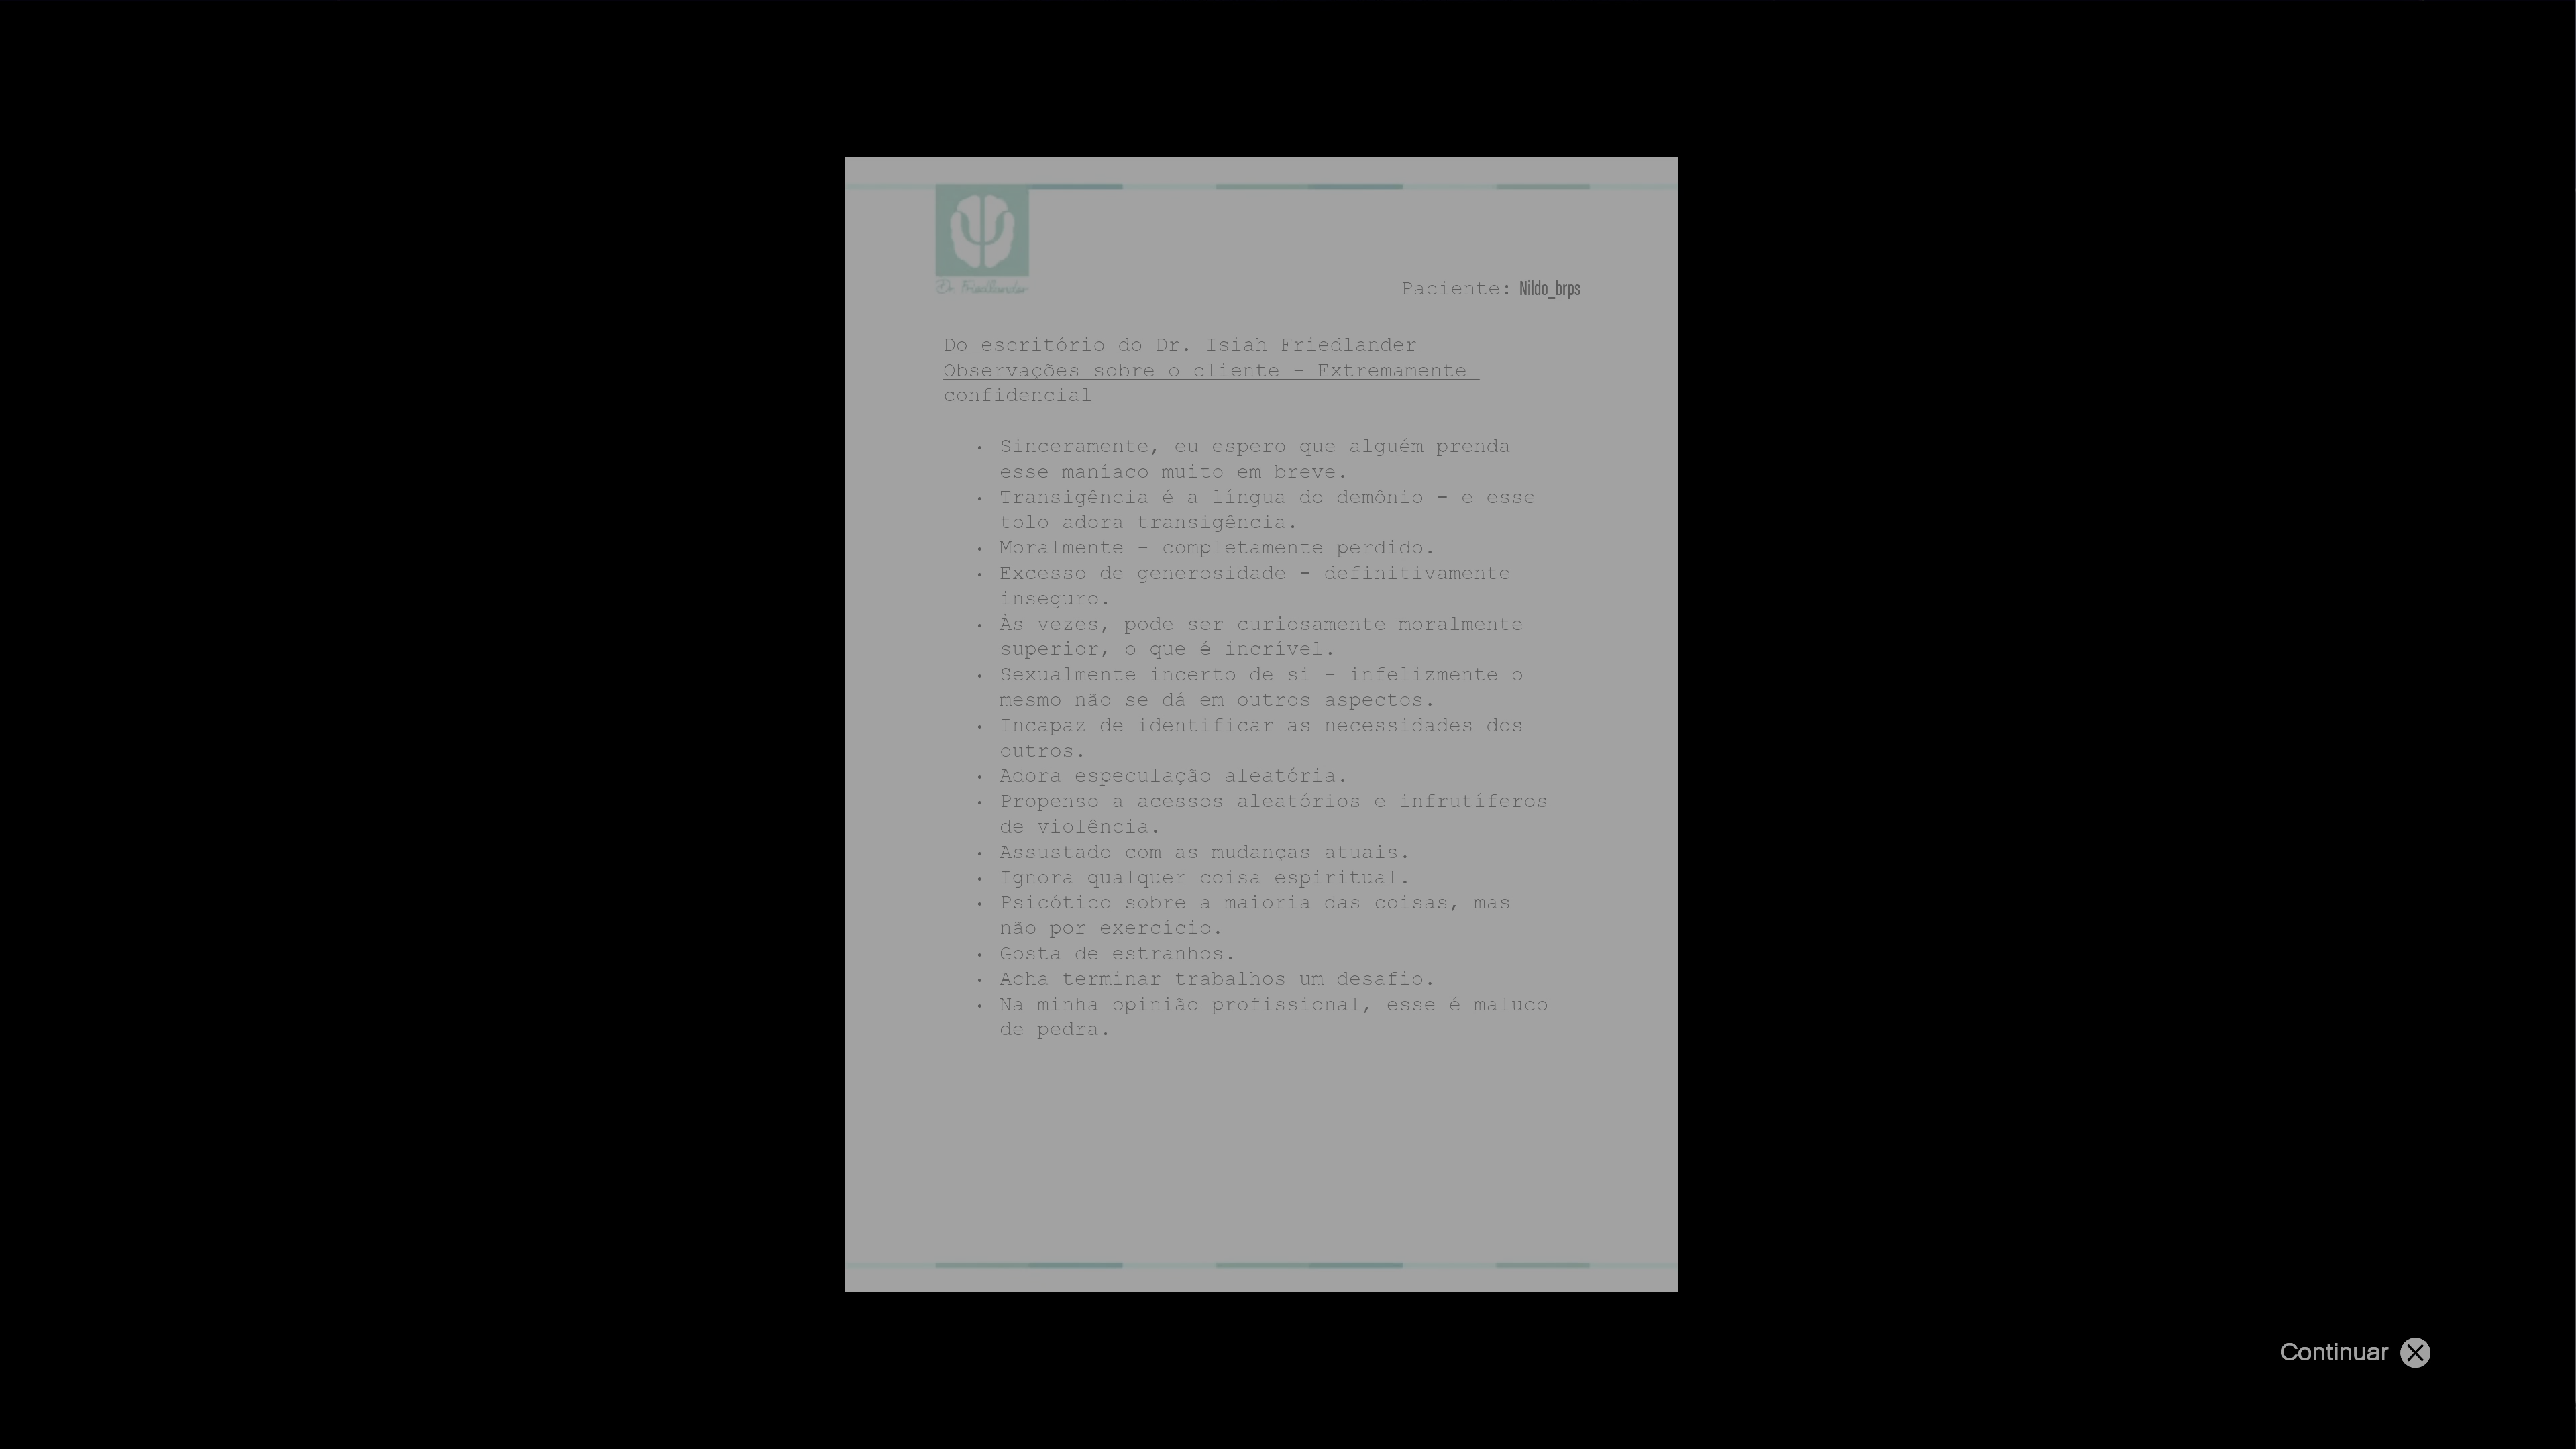 Dr. Friedlander
Paciente: Nildo_brps
Do escritório do Dr. Isiah Friedlander
Observações sobre o cliente - Extremamente
confidencial
• Sinceramente, eu espero que alguém prenda
esse maníaco muito em breve.
• Transigência é a língua do demônio - e esse
tolo adora transigência.
• Moralmente - completamente perdido.
• Excesso de generosidade - definitivamente
inseguro.
• Às vezes, pode ser curiosamente moralmente
superior, o que é incrível.
• Sexualmente incerto de si - infelizmente o
mesmo não se dá em outros aspectos.
• Incapaz de identificar as necessidades dos
outros.
• Adora especulação aleatória.
• Propenso a acessos aleatórios e infrutíferos
de violência.
• Assustado com as mudanças atuais.
• Ignora qualquer coisa espiritual.
• Psicótico sobre a maioria das coisas, mas
não por exercício.
• Gosta de estranhos.
• Acha terminar trabalhos um desafio.
• Na minha opinião profissional, esse é maluco
de pedra.
Continuar